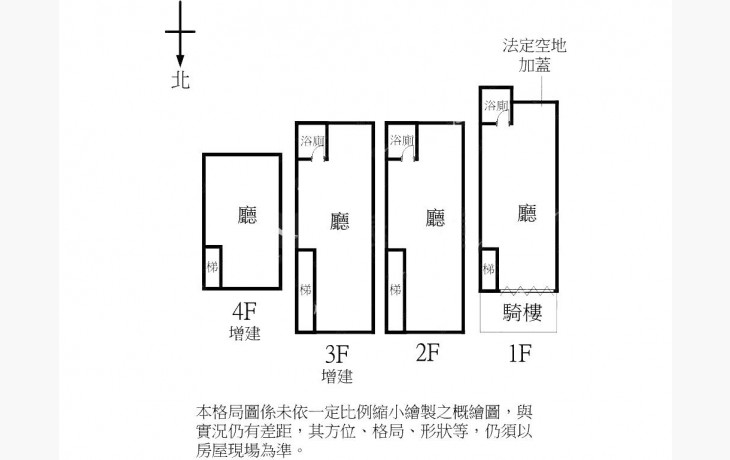 北
法定空地
加蓋
廳
梯
4F
增建
浴廁
廳
梯
3F
增建
浴廁
廳
梯
2F
浴廁
廳
梯
騎樓
1F
本格局圖係未依一定比例縮小繪製之概繪圖，與
實況仍有差距，其方位、格局、形狀等，仍須以
房屋現場為準。